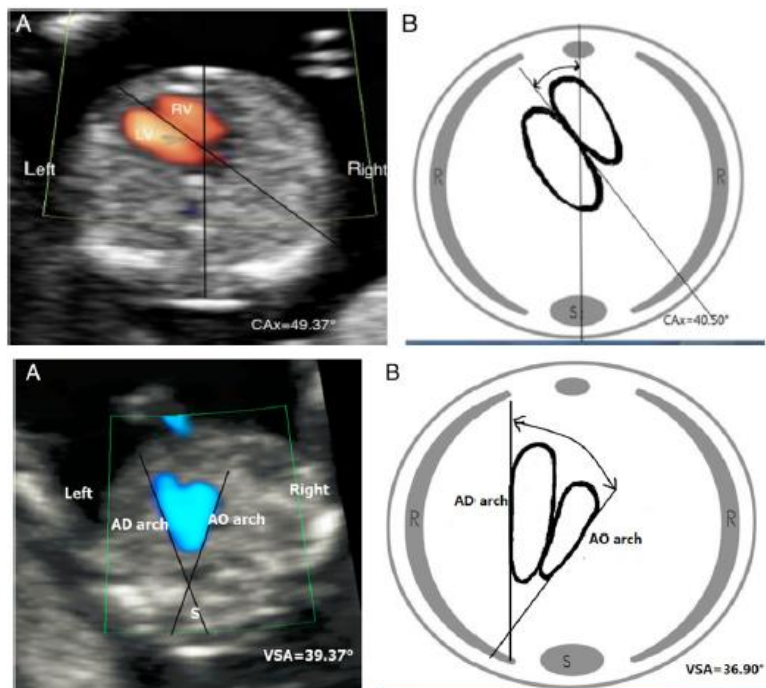 A
RV
LV
Left
Right
CAx=49.37°
B
R
R
S
CAx=40.50°
A
Left
Right
AD arch
AO arch
S
VSA=39.37°
B
AD arch
R
R
AO arch
S
VSA=36.90°